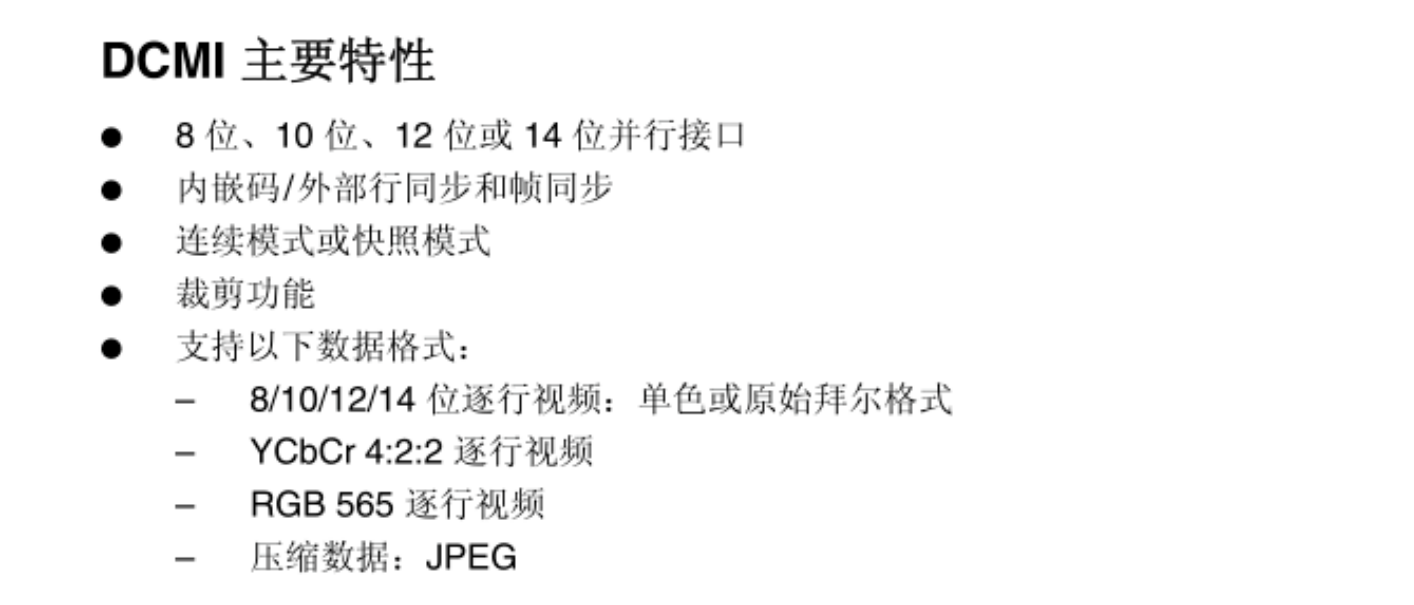 DCMI 主要特性
● 8 位、10 位、12 位或 14 位并行接口
● 内嵌码/外部行同步和帧同步
● 连续模式或快照模式
● 裁剪功能
● 支持以下数据格式：
– 8/10/12/14 位逐行视频：单色或原始拜尔格式
– YCbCr 4:2:2 逐行视频
– RGB 565 逐行视频
– 压缩数据：JPEG